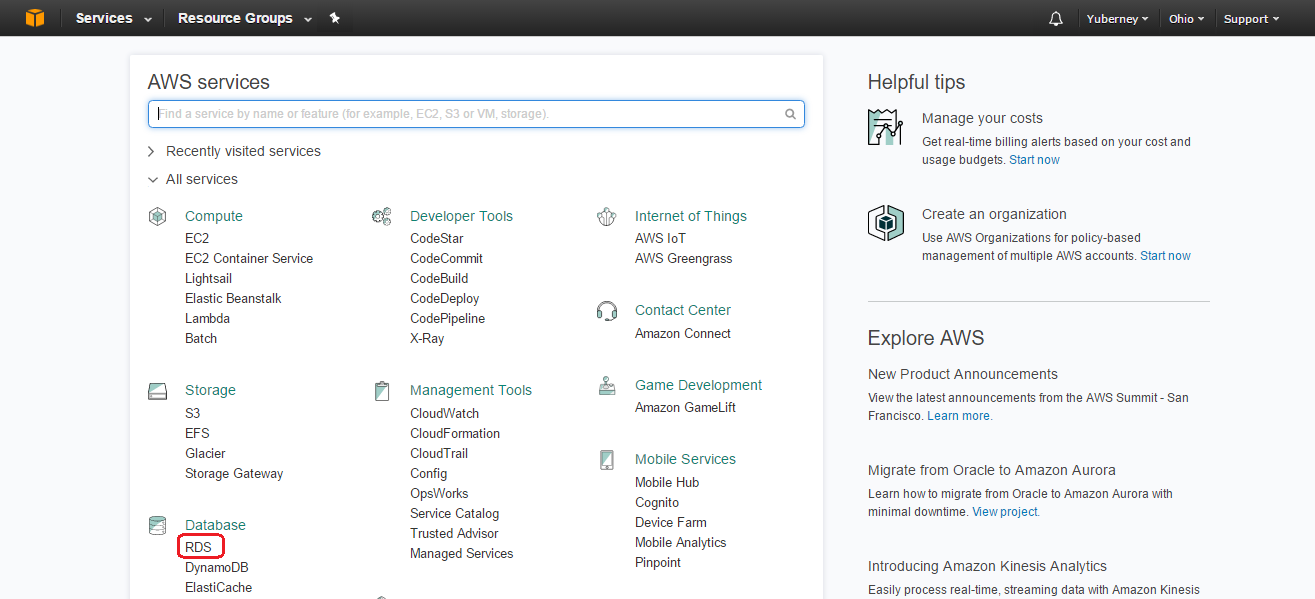 Services
Resource Groups
Yuberney
Ohio
Support
AWS services
Find a service by name or feature (for example, EC2, S3 or VM, storage).
Recently visited services
All services
Compute
EC2
EC2 Container Service
Lightsail
Elastic Beanstalk
Lambda
Batch
Storage
S3
EFS
Glacier
Storage Gateway
Database
RDS
DynamoDB
ElastiCache
Developer Tools
CodeStar
CodeCommit
CodeBuild
CodeDeploy
CodePipeline
X-Ray
Management Tools
CloudWatch
CloudFormation
CloudTrail
Config
OpsWorks
Service Catalog
Trusted Advisor
Managed Services
Internet of Things
AWS IoT
AWS Greengrass
Contact Center
Amazon Connect
Game Development
Amazon GameLift
Mobile Services
Mobile Hub
Cognito
Device Farm
Mobile Analytics
Pinpoint
Helpful tips
Manage your costs
Get real-time billing alerts based on your cost and
usage budgets. Start now
Create an organization
Use AWS Organizations for policy-based
management of multiple AWS accounts. Start now
Explore AWS
New Product Announcements
View the latest announcements from the AWS Summit - San
Francisco. Learn more.
Migrate from Oracle to Amazon Aurora
Learn how to migrate from Oracle to Amazon Aurora with
minimal downtime. View project.
Introducing Amazon Kinesis Analytics
Easily process real-time, streaming data with Amazon Kinesis